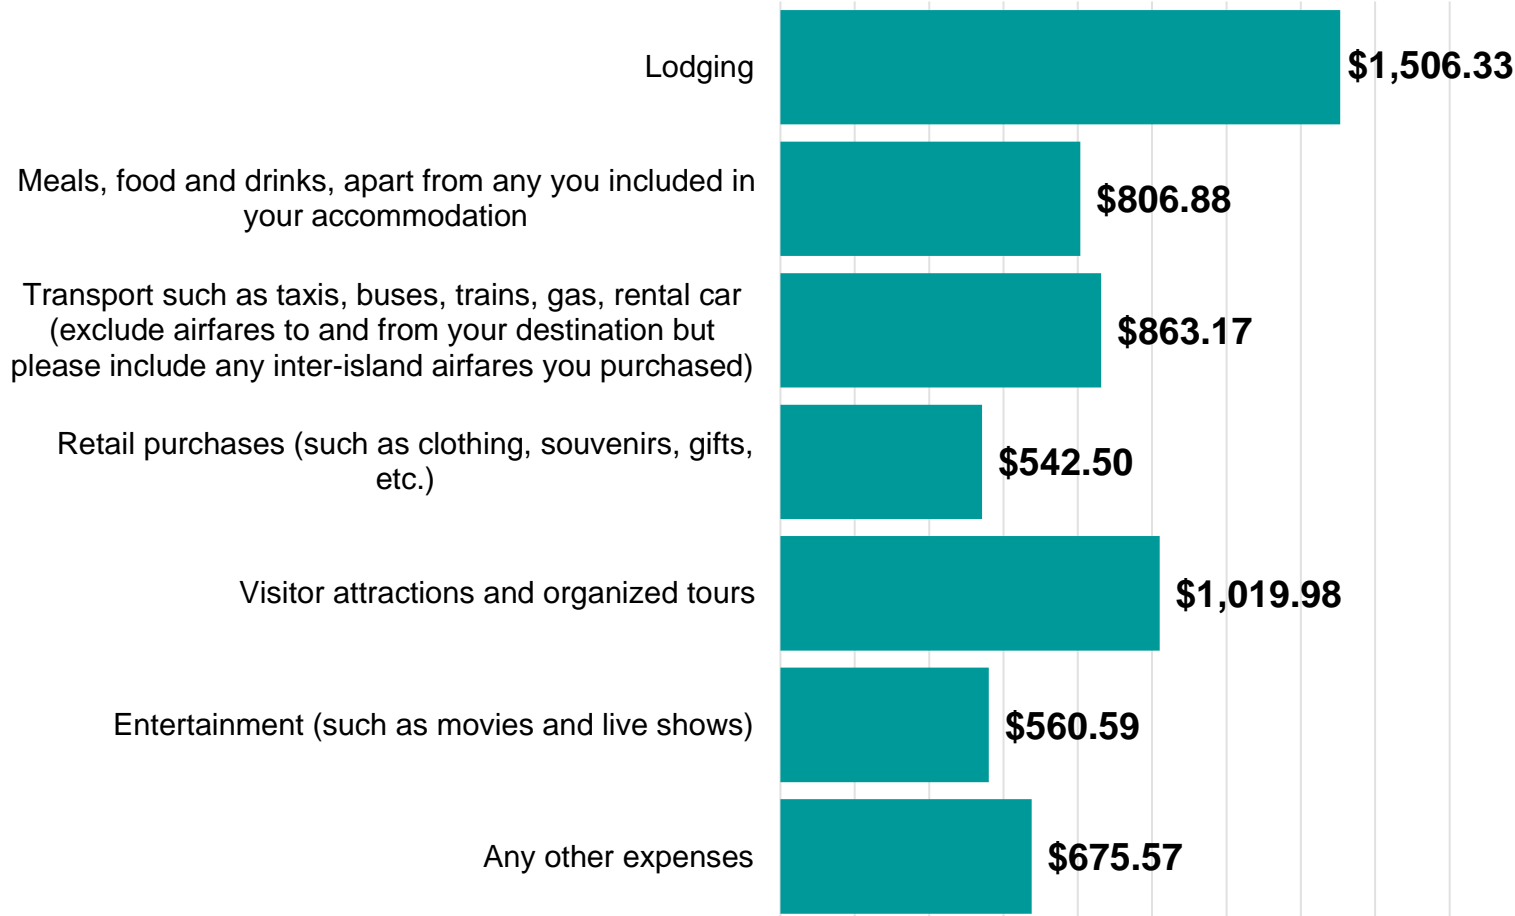 Lodging
$1,506.33
Meals, food and drinks, apart from any you included in
your accommodation
$806.88
Transport such as taxis, buses, trains, gas, rental car
(exclude airfares to and from your destination but
please include any inter-island airfares you purchased)
$863.17
Retail purchases (such as clothing, souvenirs, gifts,
etc.)
$542.50
Visitor attractions and organized tours
$1,019.98
Entertainment (such as movies and live shows)
$560.59
Any other expenses
$675.57